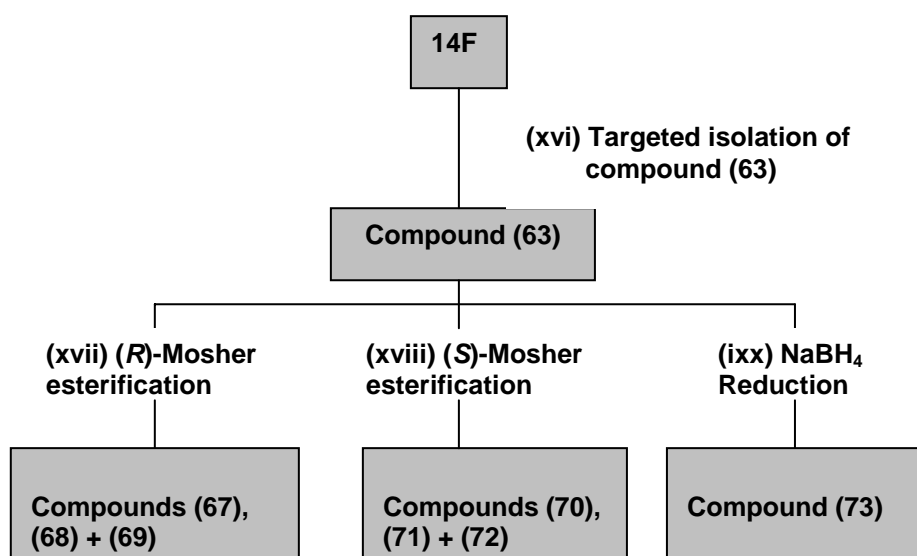 14F
(xvi) Targeted isolation of
compound (63)
Compound (63)
(xvii) (R)-Mosher
esterification
(xviii) (S)-Mosher
esterification
(ixx) NaBH4
Reduction
Compounds (67),
(68) + (69)
Compounds (70),
(71) + (72)
Compound (73)